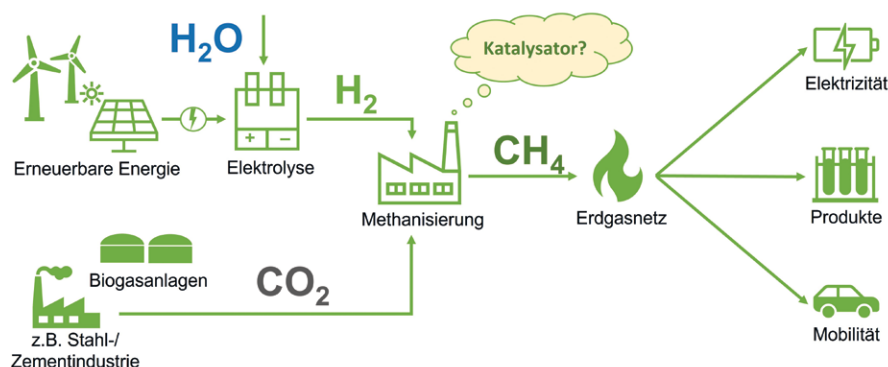 H₂O
Katalysator?
Elektrizität
H₂
+ −
Erneuerbare Energie
Elektrolyse
CH₄
Methanisierung
Erdgasnetz
Produkte
Biogasanlagen
CO₂
z.B. Stahl-/
Zementindustrie
Mobilität